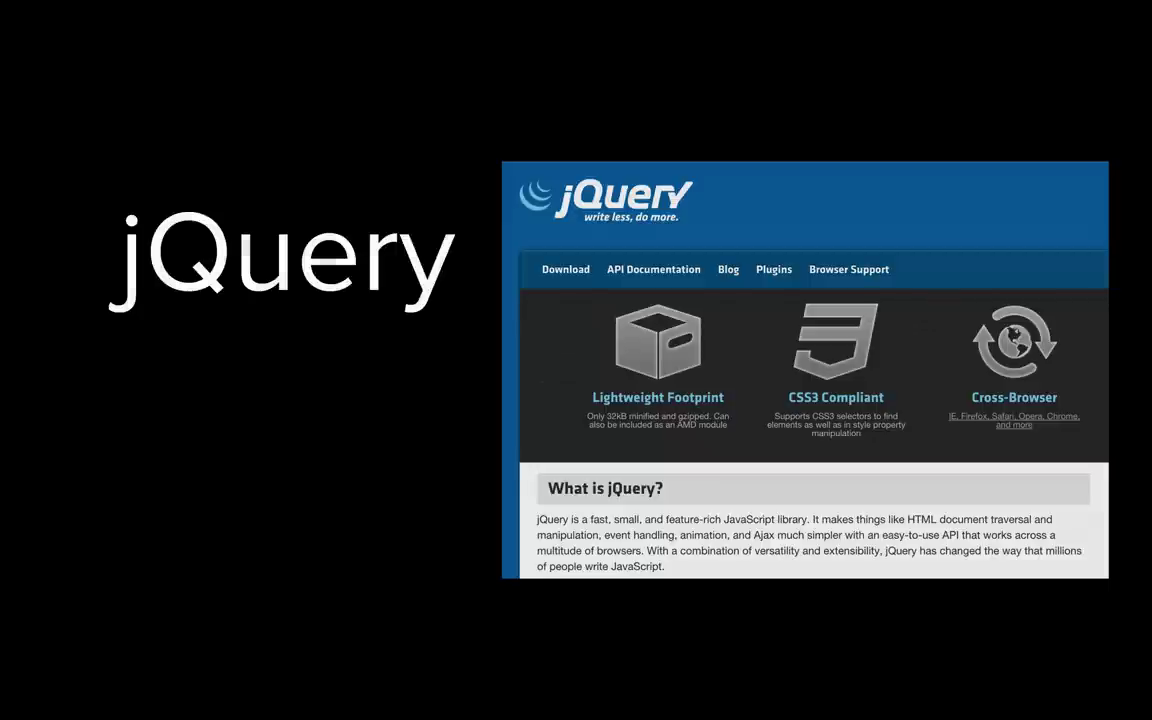 jQuery
jQuery
write less, do more.
Download API Documentation Blog Plugins Browser Support
Lightweight Footprint
Only 32kB minified and gzipped. Can
also be included as an AMD module
CSS3 Compliant
Supports CSS3 selectors to find
elements as well as in style property
manipulation
Cross-Browser
IE, Firefox, Safari, Opera, Chrome,
and more
What is jQuery?
jQuery is a fast, small, and feature-rich JavaScript library. It makes things like HTML document traversal and
manipulation, event handling, animation, and Ajax much simpler with an easy-to-use API that works across a
multitude of browsers. With a combination of versatility and extensibility, jQuery has changed the way that millions
of people write JavaScript.